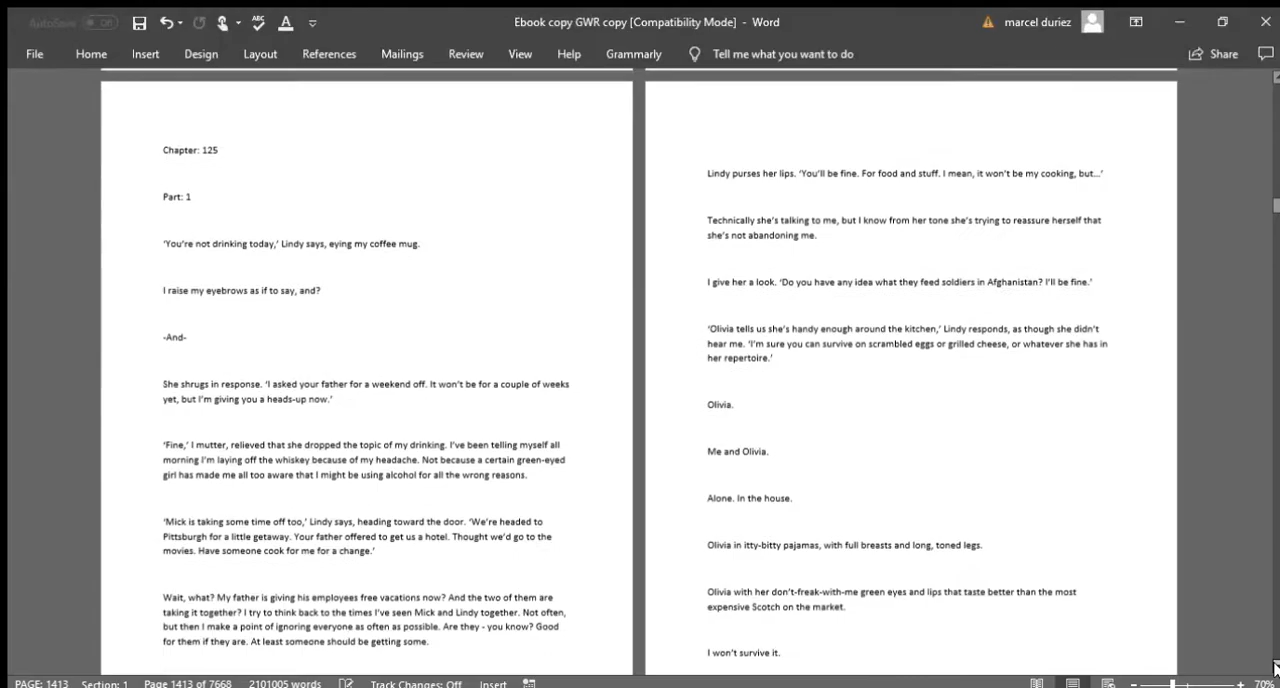 AutoSave Off
Ebook copy GWR copy [Compatibility Mode] - Word
marcel duriez
File Home Insert Design Layout References Mailings Review View Help Grammarly Tell me what you want to do Share
Chapter: 125
Part: 1
‘You’re not drinking today,’ Lindy says, eying my coffee mug.
I raise my eyebrows as if to say, and?
-And-
She shrugs in response. ‘I asked your father for a weekend off. It won’t be for a couple of weeks
yet, but I’m giving you a heads-up now.’
‘Fine,’ I mutter, relieved that she dropped the topic of my drinking. I’ve been telling myself all
morning I’m laying off the whiskey because of my headache. Not because a certain green-eyed
girl has made me all too aware that I might be using alcohol for all the wrong reasons.
‘Mick is taking some time off too,’ Lindy says, heading toward the door. ‘We’re headed to
Pittsburgh for a little getaway. Your father offered to get us a hotel. Thought we’d go to the
movies. Have someone cook for me for a change.’
Wait, what? My father is giving his employees free vacations now? And the two of them are
taking it together? I try to think back to the times I’ve seen Mick and Lindy together. Not often,
but then I make a point of ignoring everyone as often as possible. Are they - you know? Good
for them if they are. At least someone should be getting some.
Lindy purses her lips. ‘You’ll be fine. For food and stuff. I mean, it won’t be my cooking, but...’
Technically she’s talking to me, but I know from her tone she’s trying to reassure herself that
she’s not abandoning me.
I give her a look. ‘Do you have any idea what they feed soldiers in Afghanistan? I’ll be fine.’
‘Olivia tells us she’s handy enough around the kitchen,’ Lindy responds, as though she didn’t
hear me. ‘I’m sure you can survive on scrambled eggs or grilled cheese, or whatever she has in
her repertoire.’
Olivia.
Me and Olivia.
Alone. In the house.
Olivia in itty-bitty pajamas, with full breasts and long, toned legs.
Olivia with her don’t-freak-with-me green eyes and lips that taste better than the most
expensive Scotch on the market.
I won’t survive it.
PAGE: 1413 Section: 1 Page 1413 of 7668 2101005 words Track Changes: Off Insert 70%